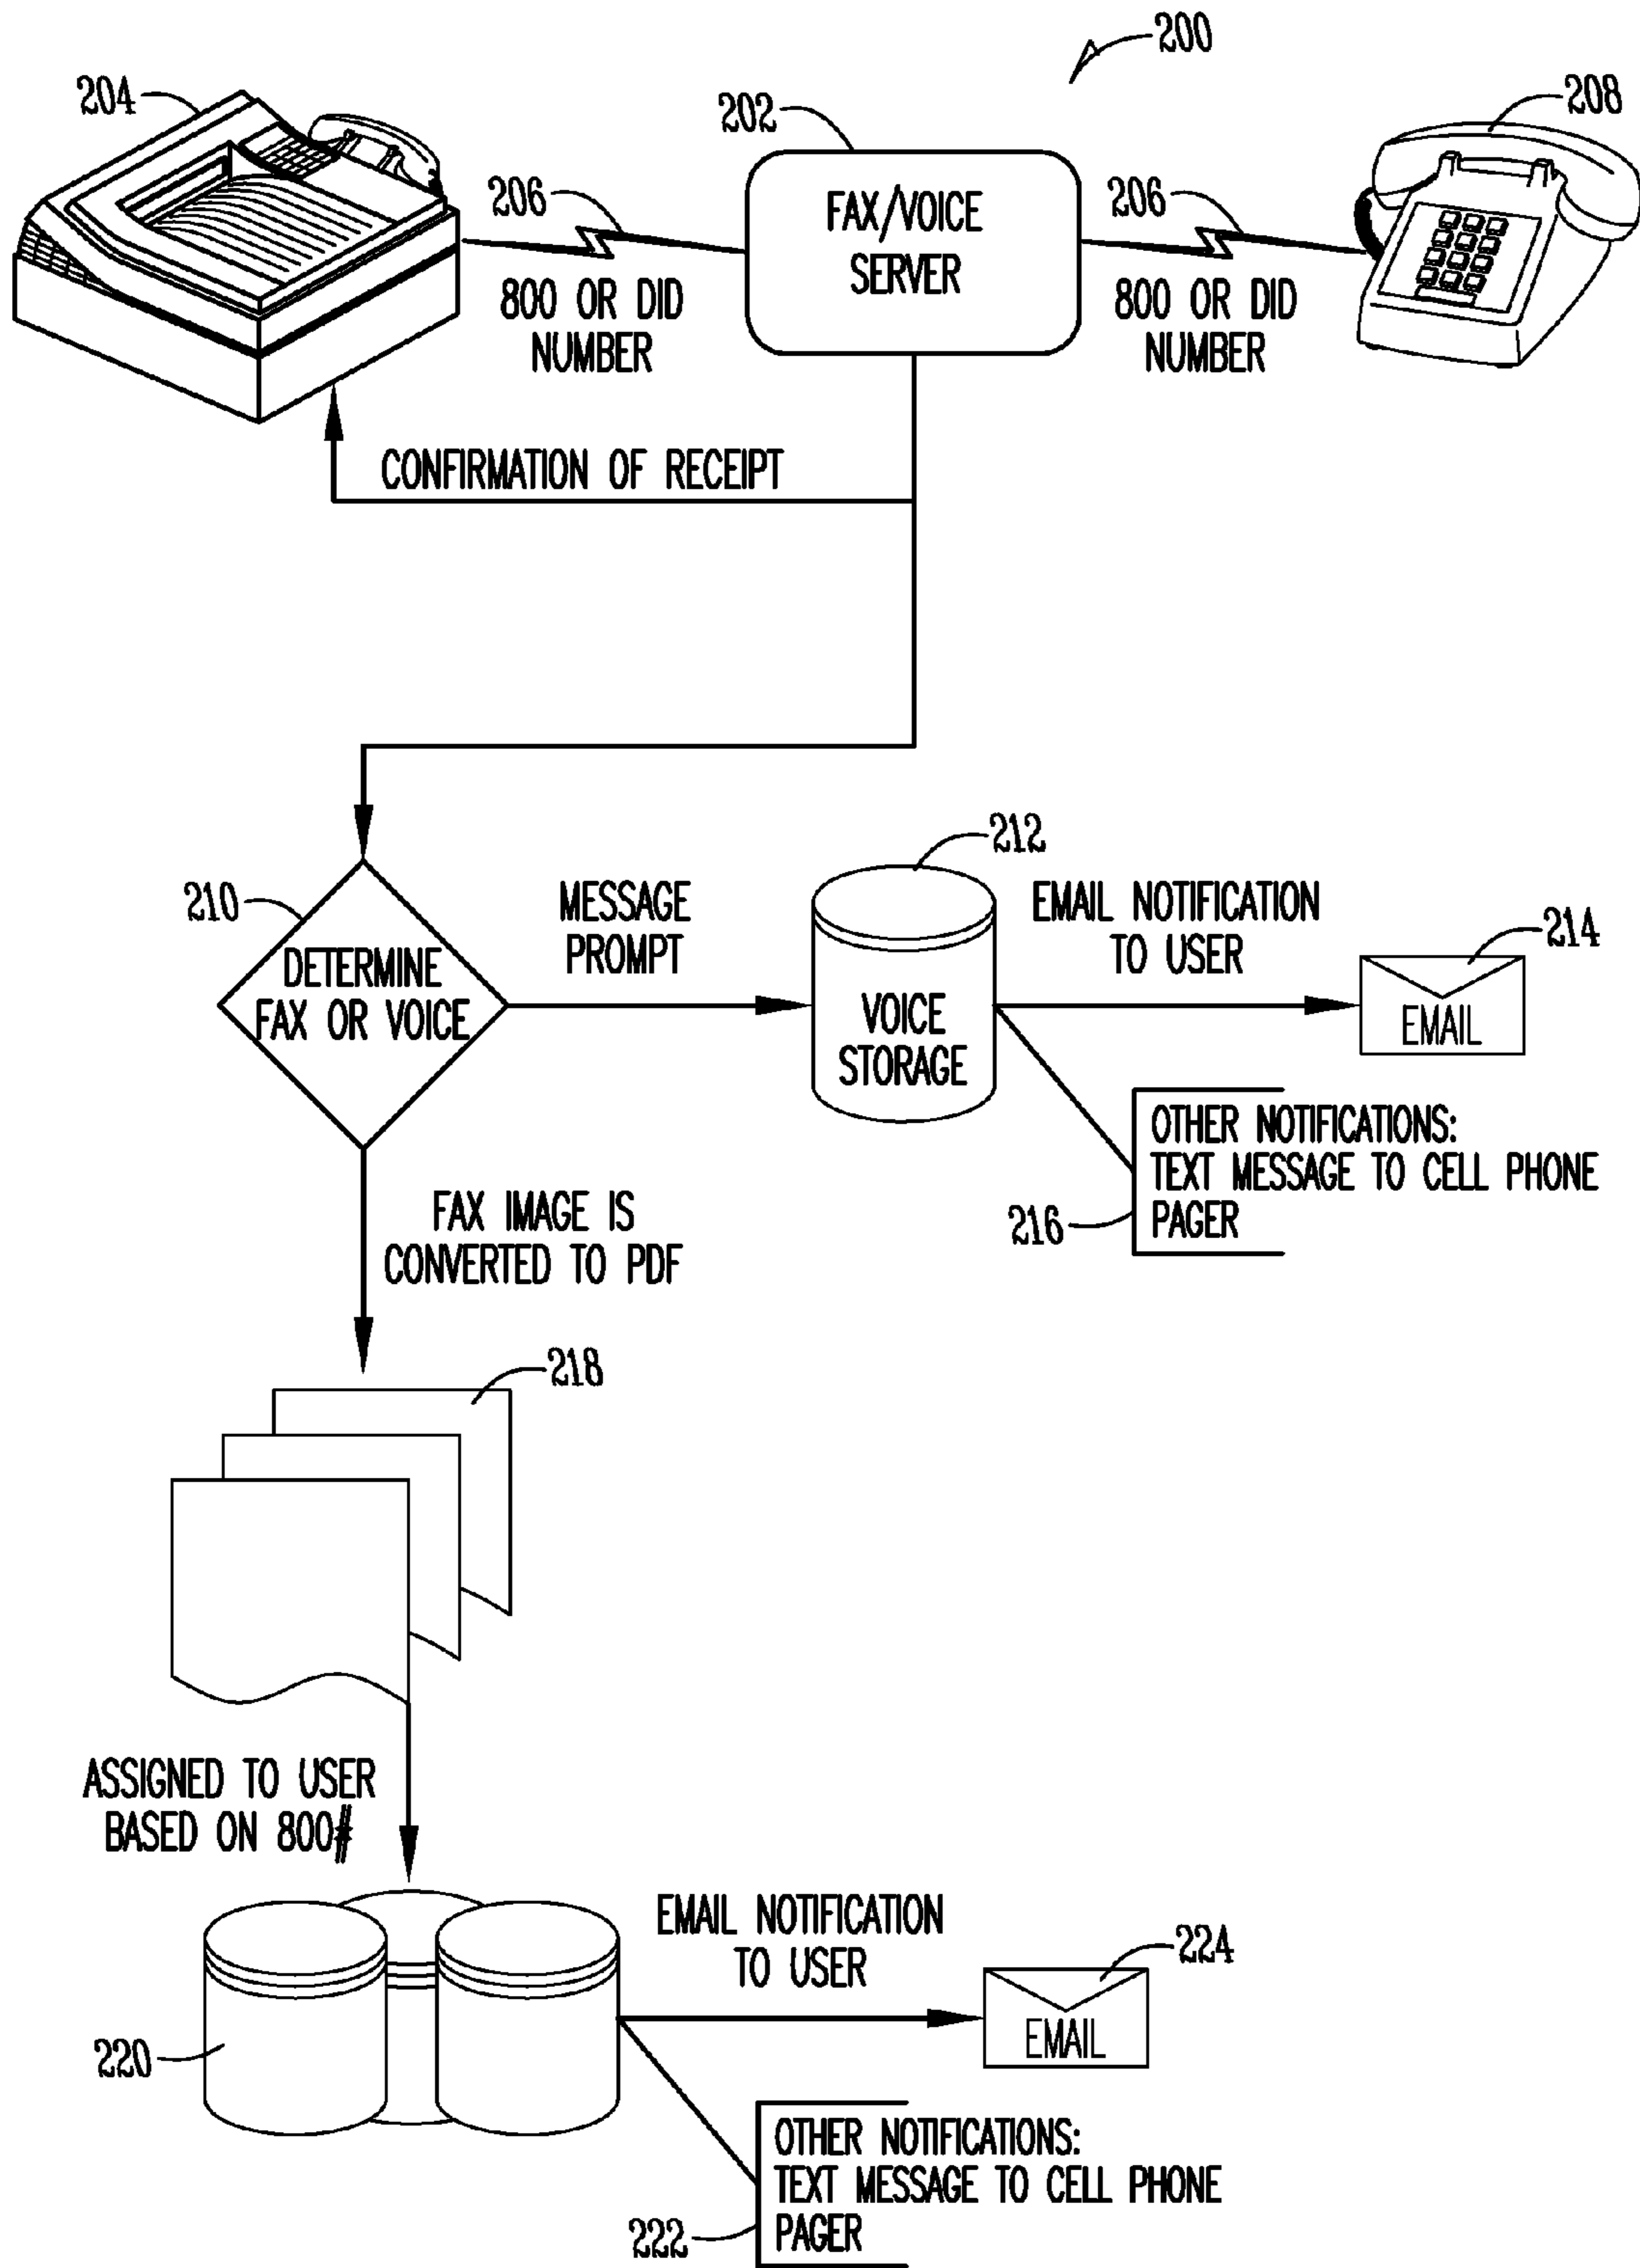 200
204
202
208
206
206
FAX/VOICE
SERVER
800 OR DID
NUMBER
800 OR DID
NUMBER
CONFIRMATION OF RECEIPT
212
210
MESSAGE
PROMPT
EMAIL NOTIFICATION
TO USER
214
DETERMINE
FAX OR VOICE
VOICE
STORAGE
EMAIL
OTHER NOTIFICATIONS:
TEXT MESSAGE TO CELL PHONE
PAGER
216
FAX IMAGE IS
CONVERTED TO PDF
218
ASSIGNED TO USER
BASED ON 800#
EMAIL NOTIFICATION
TO USER
224
220
EMAIL
OTHER NOTIFICATIONS:
TEXT MESSAGE TO CELL PHONE
PAGER
222